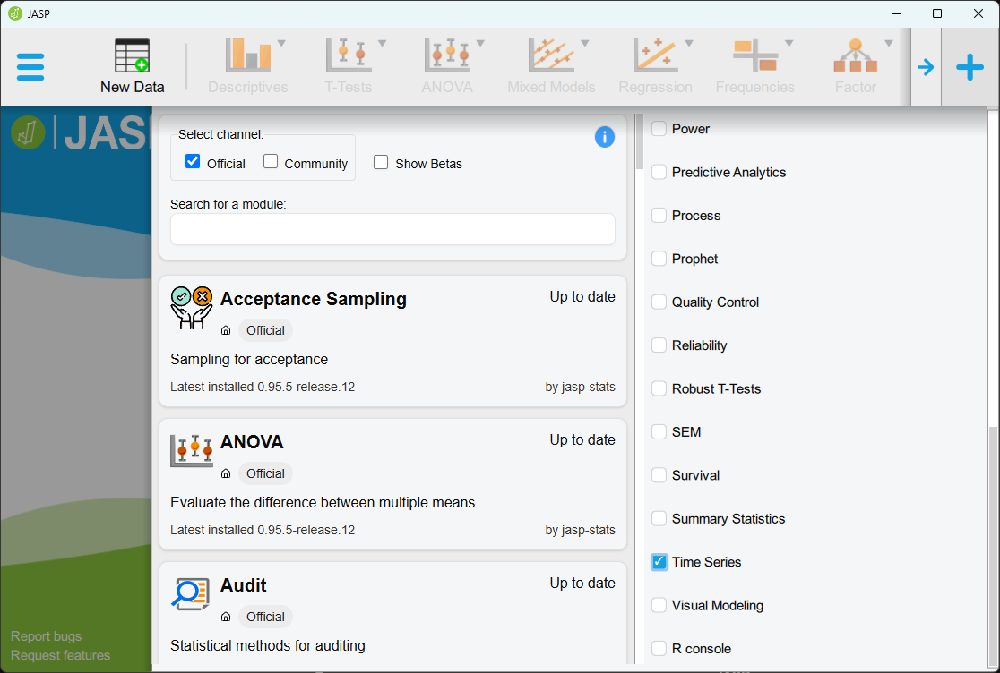 JASP
New Data
Descriptives
T-Tests
ANOVA
Mixed Models
Regression
Frequencies
Factor
JAS
Select channel:
Official
Community
Show Betas
Search for a module:
Acceptance Sampling
Up to date
Official
Sampling for acceptance
Latest installed 0.95.5-release.12
by jasp-stats
ANOVA
Up to date
Official
Evaluate the difference between multiple means
Latest installed 0.95.5-release.12
by jasp-stats
Audit
Up to date
Official
Statistical methods for auditing
Power
Predictive Analytics
Process
Prophet
Quality Control
Reliability
Robust T-Tests
SEM
Survival
Summary Statistics
Time Series
Visual Modeling
R console
Report bugs
Request features